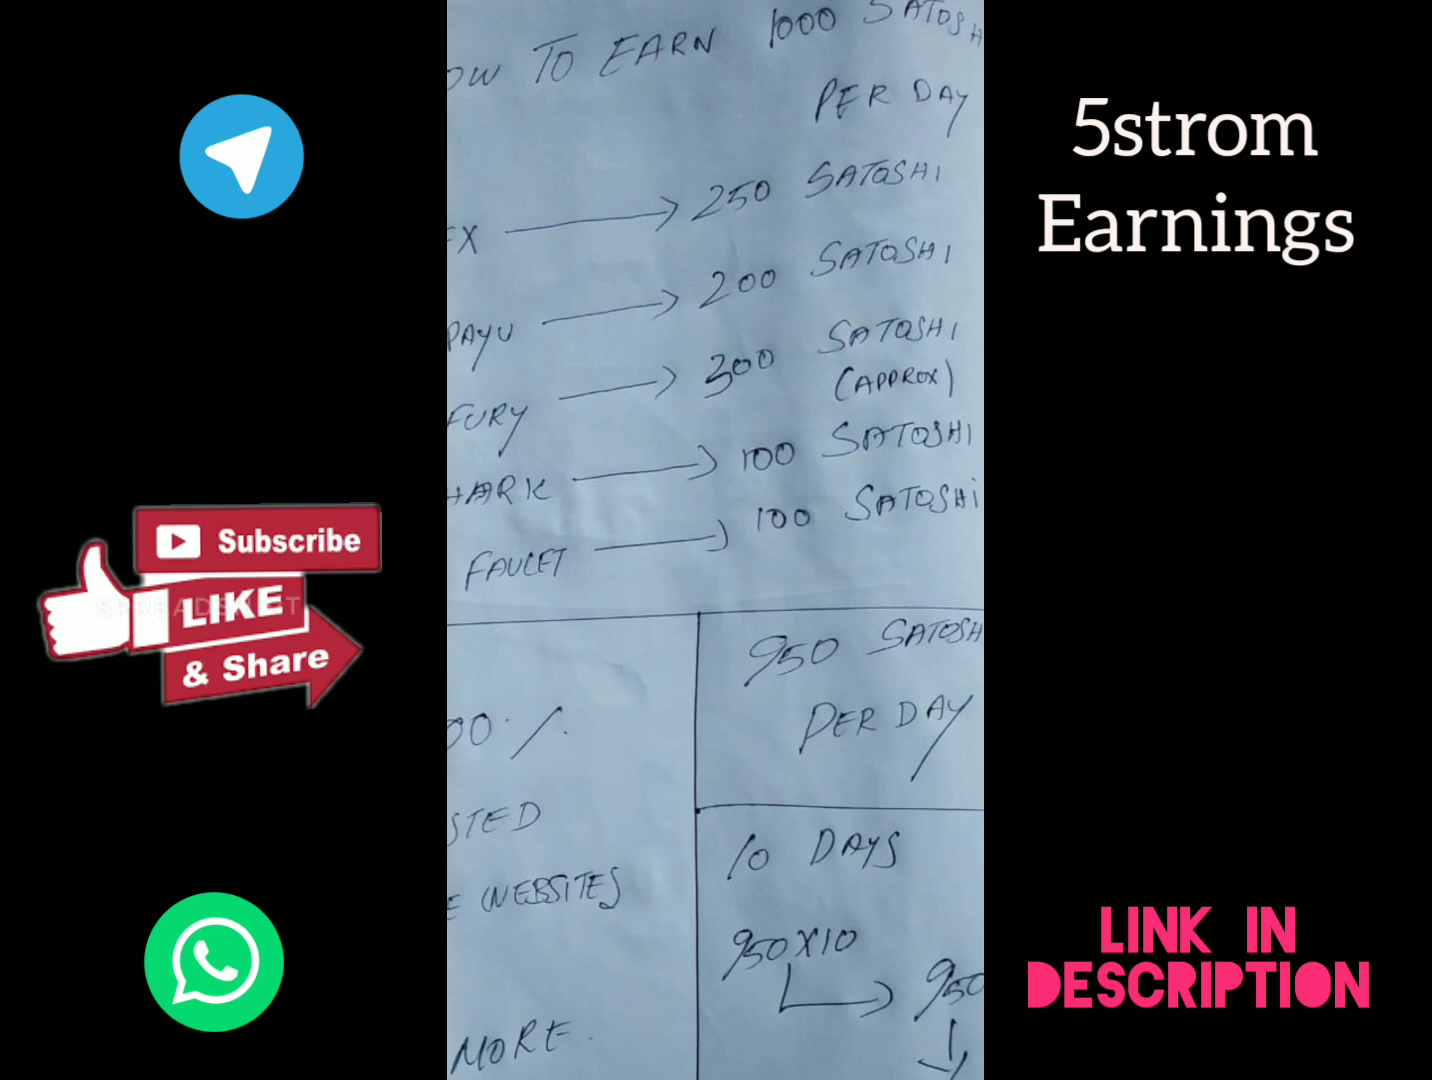 OW TO EARN 1000 SATOSH
PER DAY
FX → 250 SATOSHI
PAYU → 200 SATOSHI
FURY → 300 SATOSHI
(APPROX)
HARK → 100 SATOSHI
FAUCET → 100 SATOSHI
950 SATOSH
PER DAY
00%
STED
E WEBSITES
MORE.
10 DAYS
950X10
→ 950
Subscribe
LIKE
& Share
5strom
Earnings
LINK IN
DESCRIPTION